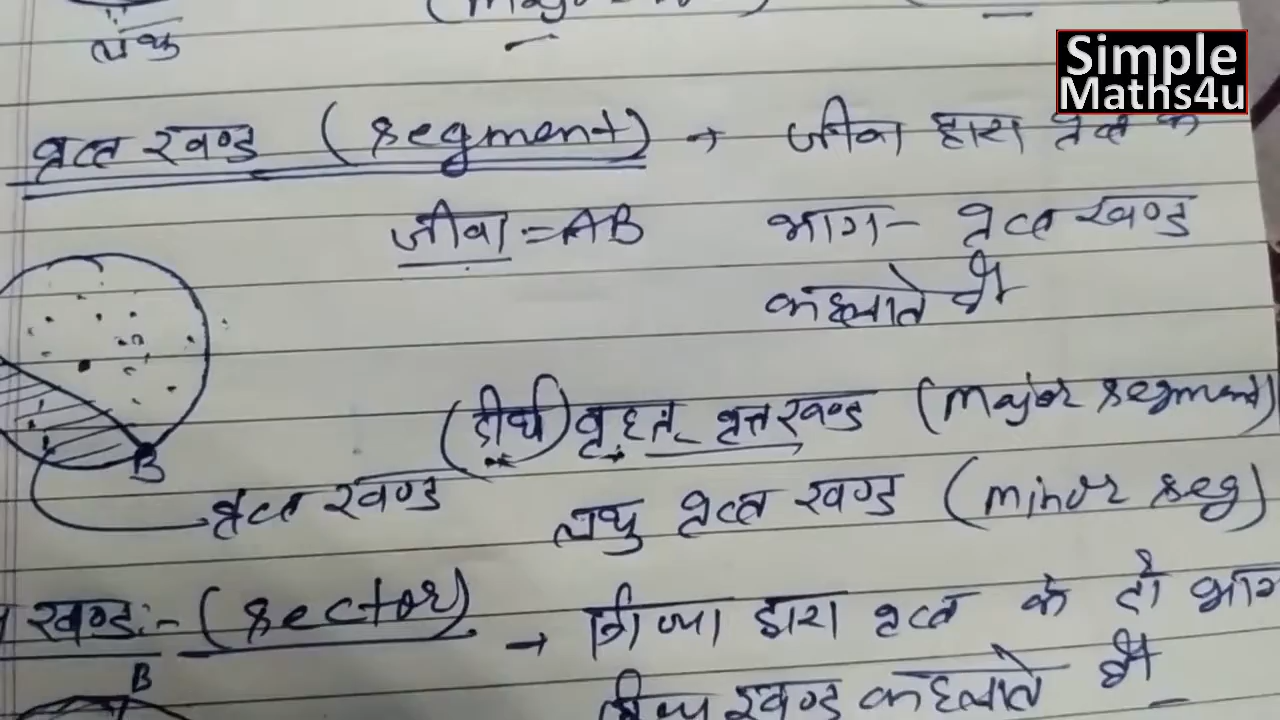 लघु
Simple
Maths4u
वृत्त खण्ड (segment) → जीवा द्वारा वृत्त के
जीवा = AB भाग - वृत्त खण्ड
कहलाते है
(दीर्घ) वृहत् वृत्तखण्ड (Major segment)
B
वृत्त खण्ड
लघु वृत्त खण्ड (minor seg)
खण्ड:- (sector) → त्रिज्या द्वारा वृत्त के दो भाग
B
खण्ड कहलाते है